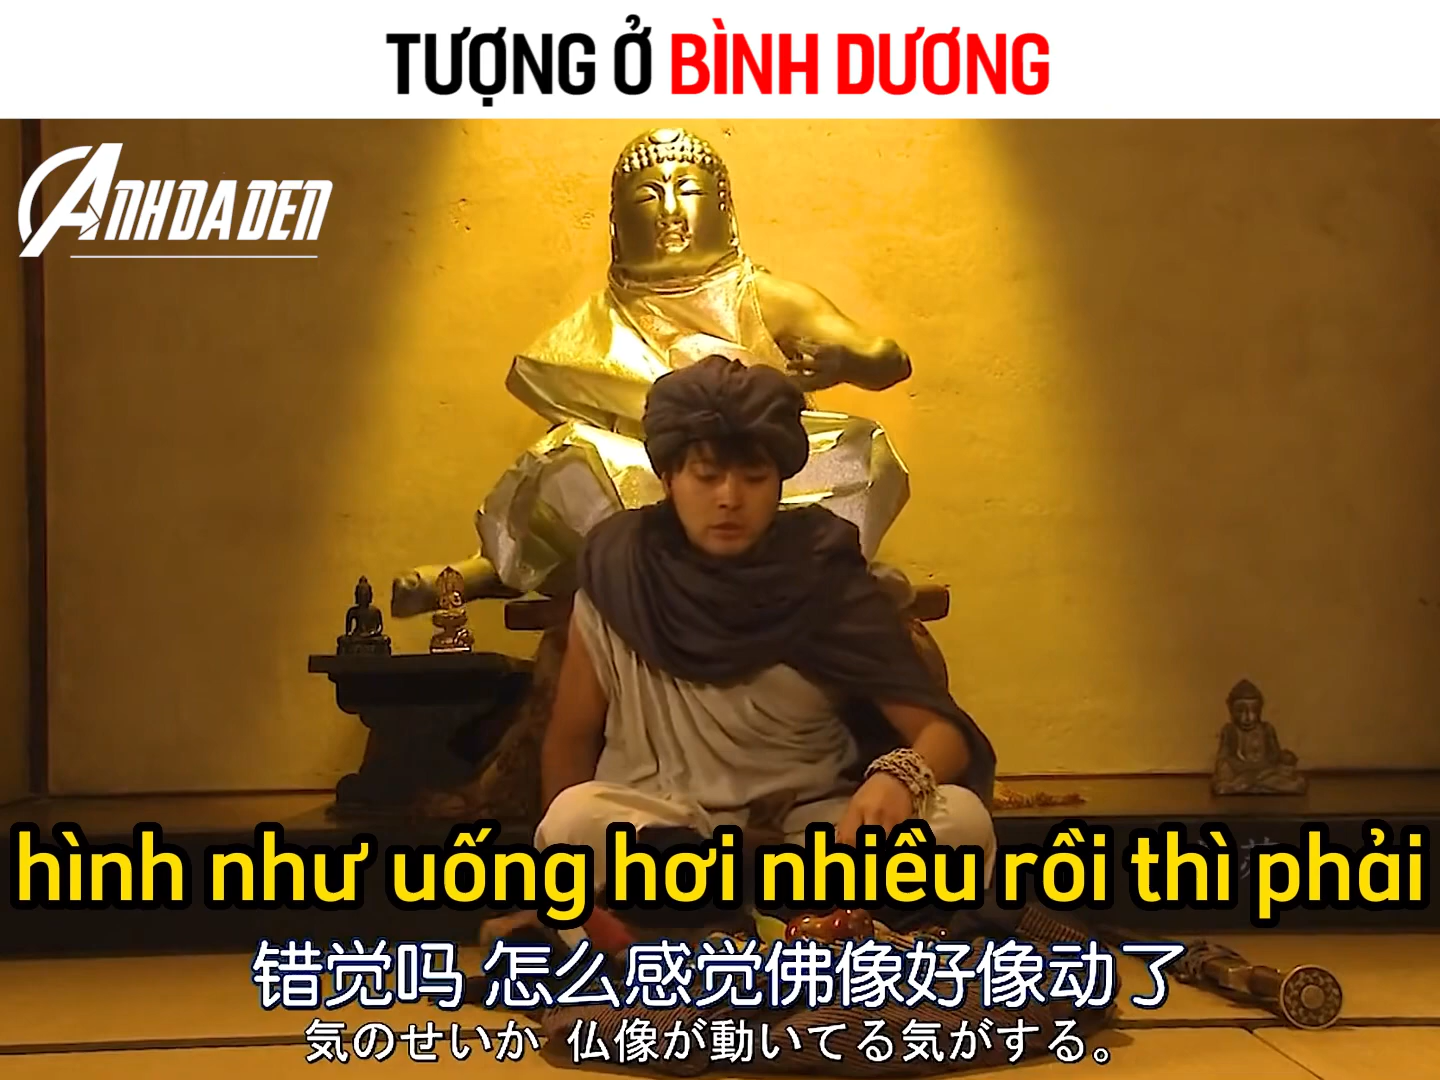 TƯỢNG Ở BÌNH DƯƠNG
ANHDADEN
hình như uống hơi nhiều rồi thì phải
错觉吗 怎么感觉佛像好像动了
気のせいか 仏像が動いてる気がする。